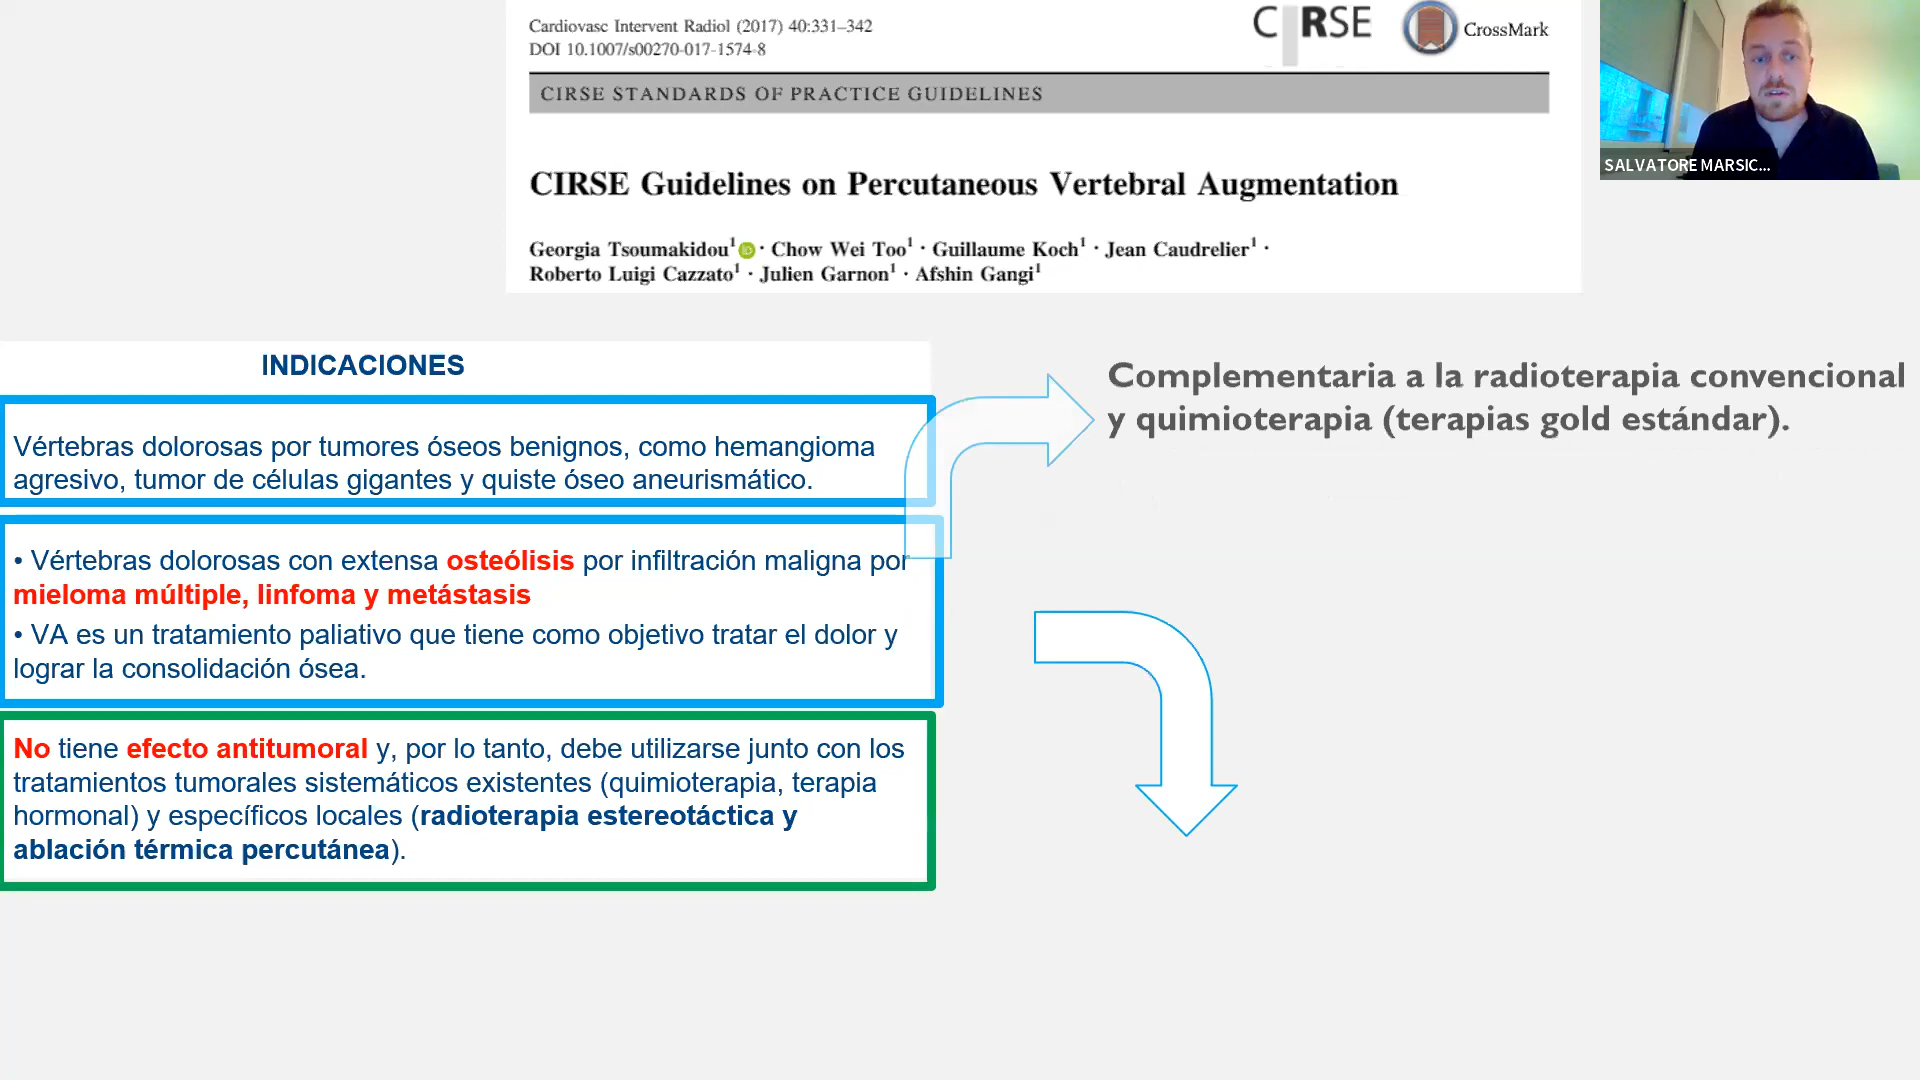 Cardiovasc Intervent Radiol (2017) 40:331–342
DOI 10.1007/s00270-017-1574-8
CIRSE
CrossMark
CIRSE STANDARDS OF PRACTICE GUIDELINES
CIRSE Guidelines on Percutaneous Vertebral Augmentation
Georgia Tsoumakidou1 iD · Chow Wei Too1 · Guillaume Koch1 · Jean Caudrelier1 ·
Roberto Luigi Cazzato1 · Julien Garnon1 · Afshin Gangi1
SALVATORE MARSIC...
INDICACIONES
Vértebras dolorosas por tumores óseos benignos, como hemangioma
agresivo, tumor de células gigantes y quiste óseo aneurismático.
• Vértebras dolorosas con extensa osteólisis por infiltración maligna por
mieloma múltiple, linfoma y metástasis
• VA es un tratamiento paliativo que tiene como objetivo tratar el dolor y
lograr la consolidación ósea.
No tiene efecto antitumoral y, por lo tanto, debe utilizarse junto con los
tratamientos tumorales sistemáticos existentes (quimioterapia, terapia
hormonal) y específicos locales (radioterapia estereotáctica y
ablación térmica percutánea).
Complementaria a la radioterapia convencional
y quimioterapia (terapias gold estándar).